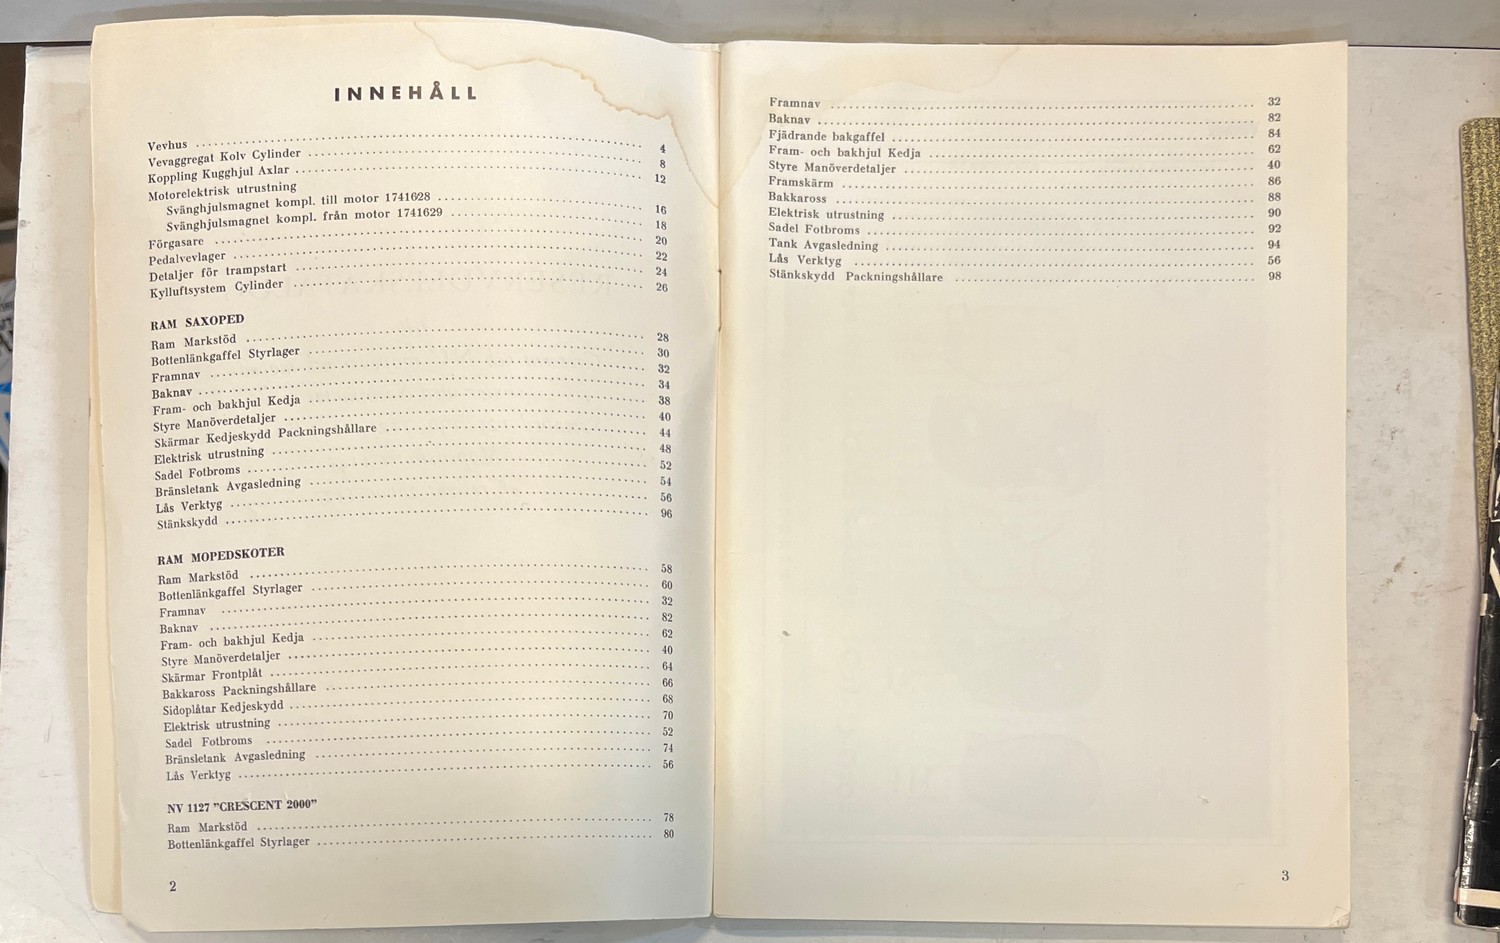 INNEHÅLL
Vevhus 4
Vevaggregat Kolv Cylinder 8
Koppling Kugghjul Axlar 12
Motorelektrisk utrustning
Svänghjulsmagnet kompl. till motor 1741628 16
Svänghjulsmagnet kompl. från motor 1741629 18
Förgasare 20
Pedalvevlager 22
Detaljer för trampstart 24
Kylluftsystem Cylinder 26
RAM SAXOPED
Ram Markstöd 28
Bottenlänkgaffel Styrlager 30
Framnav 32
Baknav 34
Fram- och bakhjul Kedja 38
Styre Manöverdetaljer 40
Skärmar Kedjeskydd Packningshållare 44
Elektrisk utrustning 48
Sadel Fotbroms 52
Bränsletank Avgasledning 54
Lås Verktyg 56
Stänkskydd 96
RAM MOPEDSKOTER
Ram Markstöd 58
Bottenlänkgaffel Styrlager 60
Framnav 32
Baknav 82
Fram- och bakhjul Kedja 62
Styre Manöverdetaljer 40
Skärmar Frontplåt 64
Bakkaross Packningshållare 66
Sidoplåtar Kedjeskydd 68
Elektrisk utrustning 70
Sadel Fotbroms 52
Bränsletank Avgasledning 74
Lås Verktyg 56
NV 1127 "CRESCENT 2000"
Ram Markstöd 78
Bottenlänkgaffel Styrlager 80
2
Framnav 32
Baknav 82
Fjädrande bakgaffel 84
Fram- och bakhjul Kedja 62
Styre Manöverdetaljer 40
Framskärm 86
Bakkaross 88
Elektrisk utrustning 90
Sadel Fotbroms 92
Tank Avgasledning 94
Lås Verktyg 56
Stänkskydd Packningshållare 98
3